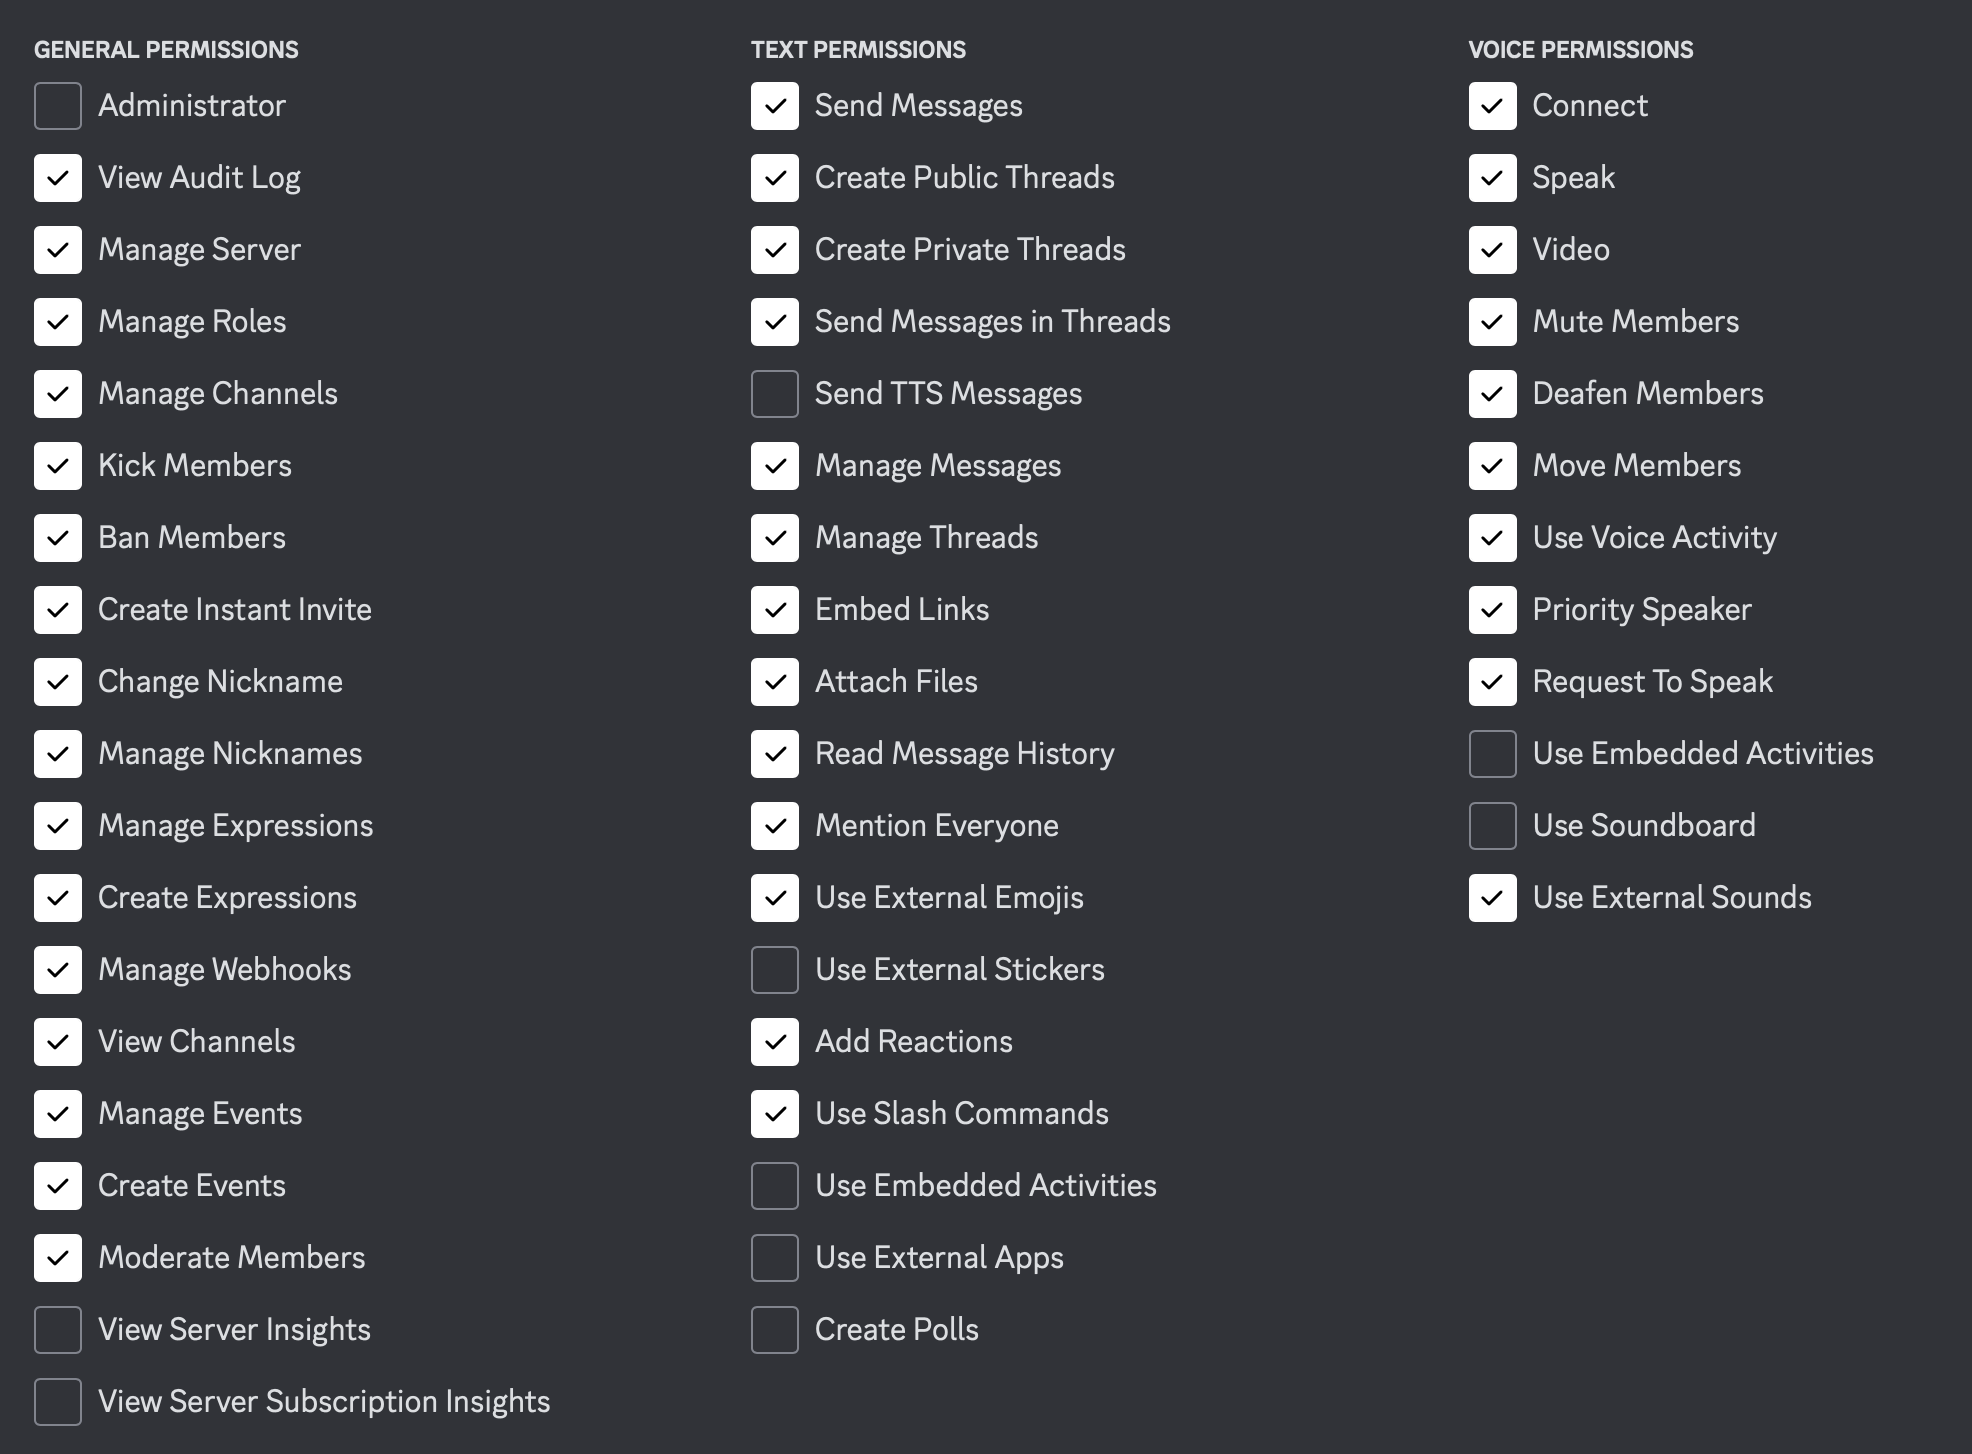 GENERAL PERMISSIONS
Administrator
View Audit Log
Manage Server
Manage Roles
Manage Channels
Kick Members
Ban Members
Create Instant Invite
Change Nickname
Manage Nicknames
Manage Expressions
Create Expressions
Manage Webhooks
View Channels
Manage Events
Create Events
Moderate Members
View Server Insights
View Server Subscription Insights
TEXT PERMISSIONS
Send Messages
Create Public Threads
Create Private Threads
Send Messages in Threads
Send TTS Messages
Manage Messages
Manage Threads
Embed Links
Attach Files
Read Message History
Mention Everyone
Use External Emojis
Use External Stickers
Add Reactions
Use Slash Commands
Use Embedded Activities
Use External Apps
Create Polls
VOICE PERMISSIONS
Connect
Speak
Video
Mute Members
Deafen Members
Move Members
Use Voice Activity
Priority Speaker
Request To Speak
Use Embedded Activities
Use Soundboard
Use External Sounds